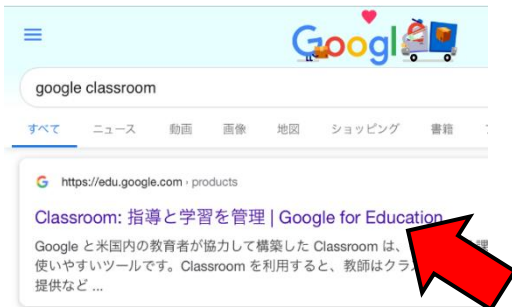 Google
google classroom
すべて ニュース 動画 画像 地図 ショッピング 書籍
G https://edu.google.com › products
Classroom: 指導と学習を管理 | Google for Education
Google と米国内の教育者が協力して構築した Classroom は、 課
使いやすいツールです。Classroom を利用すると、教師はクラ
提供など ...